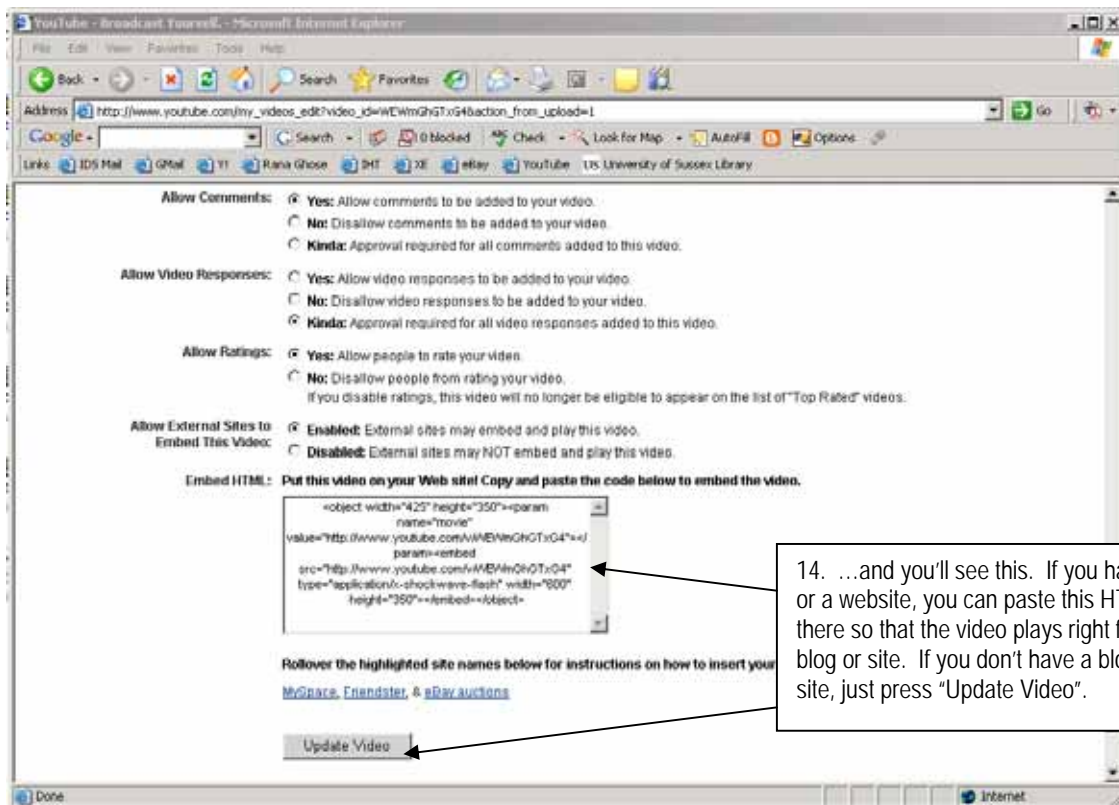 YouTube - Broadcast Yourself. - Microsoft Internet Explorer
File Edit View Favorites Tools Help
Back Search Favorites
Address http://www.youtube.com/my_videos_edit?video_id=WEWmGhGTxG4&action_from_upload=1 Go
Google Search 0 blocked Check Look for Map AutoFill Options
Links IDS Mail GMail Y! Rana Ghose IHT XE eBay YouTube US University of Sussex Library
Allow Comments: Yes: Allow comments to be added to your video.
No: Disallow comments to be added to your video.
Kinda: Approval required for all comments added to this video.
Allow Video Responses: Yes: Allow video responses to be added to your video.
No: Disallow video responses to be added to your video.
Kinda: Approval required for all video responses added to this video.
Allow Ratings: Yes: Allow people to rate your video.
No: Disallow people from rating your video.
If you disable ratings, this video will no longer be eligible to appear on the list of "Top Rated" videos.
Allow External Sites to
Embed This Video:
Enabled: External sites may embed and play this video.
Disabled: External sites may NOT embed and play this video.
Embed HTML: Put this video on your Web site! Copy and paste the code below to embed the video.
<object width="425" height="350"><param
name="movie"
value="http://www.youtube.com/v/WEWmGhGTxG4"></
param><embed
src="http://www.youtube.com/v/WEWmGhGTxG4"
type="application/x-shockwave-flash" width="600"
height="350"></embed></object>
14. …and you'll see this. If you ha
or a website, you can paste this HT
there so that the video plays right f
blog or site. If you don't have a blo
site, just press “Update Video”.
Rollover the highlighted site names below for instructions on how to insert your
MySpace, Friendster, & eBay auctions
Update Video
Done Internet